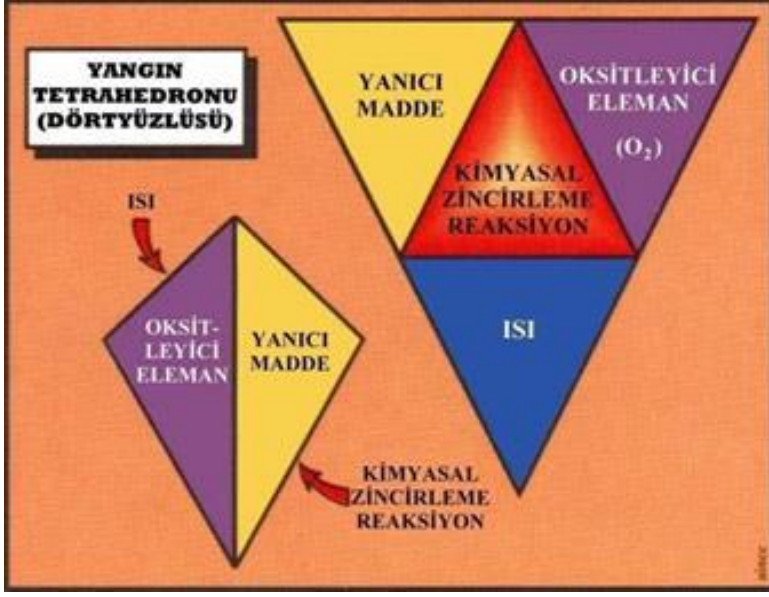 YANGIN
TETRAHEDRONU
(DÖRTYÜZLÜSÜ)
YANICI
MADDE
OKSİTLEYİCİ
ELEMAN
(O₂)
KİMYASAL
ZİNCİRLEME
REAKSİYON
ISI
ISI
OKSİT-
LEYİCİ
ELEMAN
YANICI
MADDE
KİMYASAL
ZİNCİRLEME
REAKSİYON